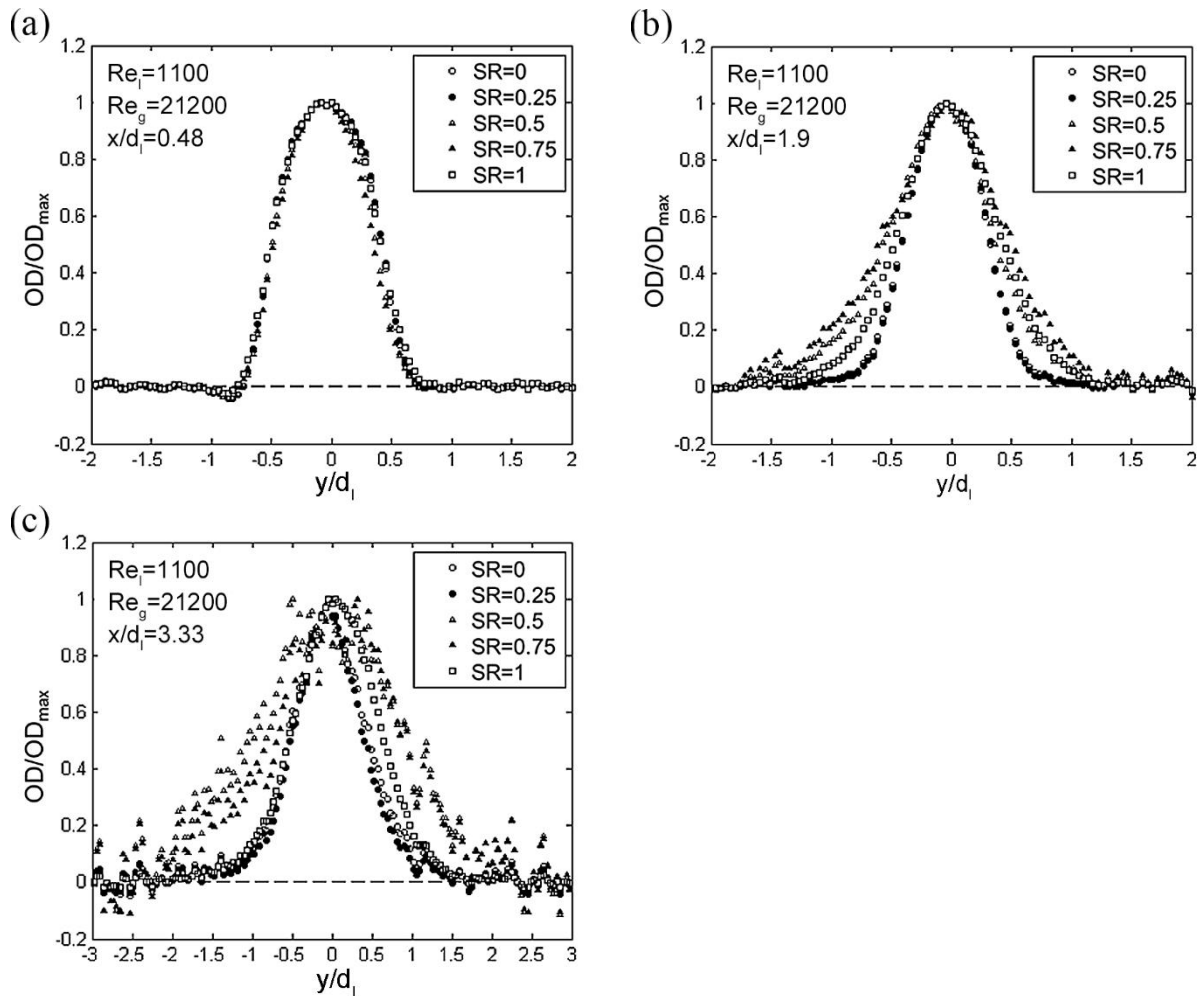 (a)
1.2
1
0.8
0.6
0.4
0.2
0
-0.2
OD/OD_max
Re_l=1100
Re_g=21200
x/d_l=0.48
SR=0
SR=0.25
SR=0.5
SR=0.75
SR=1
-2 -1.5 -1 -0.5 0 0.5 1 1.5 2
y/d_l
(b)
1.2
1
0.8
0.6
0.4
0.2
0
-0.2
OD/OD_max
Re_l=1100
Re_g=21200
x/d_l=1.9
SR=0
SR=0.25
SR=0.5
SR=0.75
SR=1
-2 -1.5 -1 -0.5 0 0.5 1 1.5 2
y/d_l
(c)
1.2
1
0.8
0.6
0.4
0.2
0
-0.2
OD/OD_max
Re_l=1100
Re_g=21200
x/d_l=3.33
SR=0
SR=0.25
SR=0.5
SR=0.75
SR=1
-3 -2.5 -2 -1.5 -1 -0.5 0 0.5 1 1.5 2 2.5 3
y/d_l